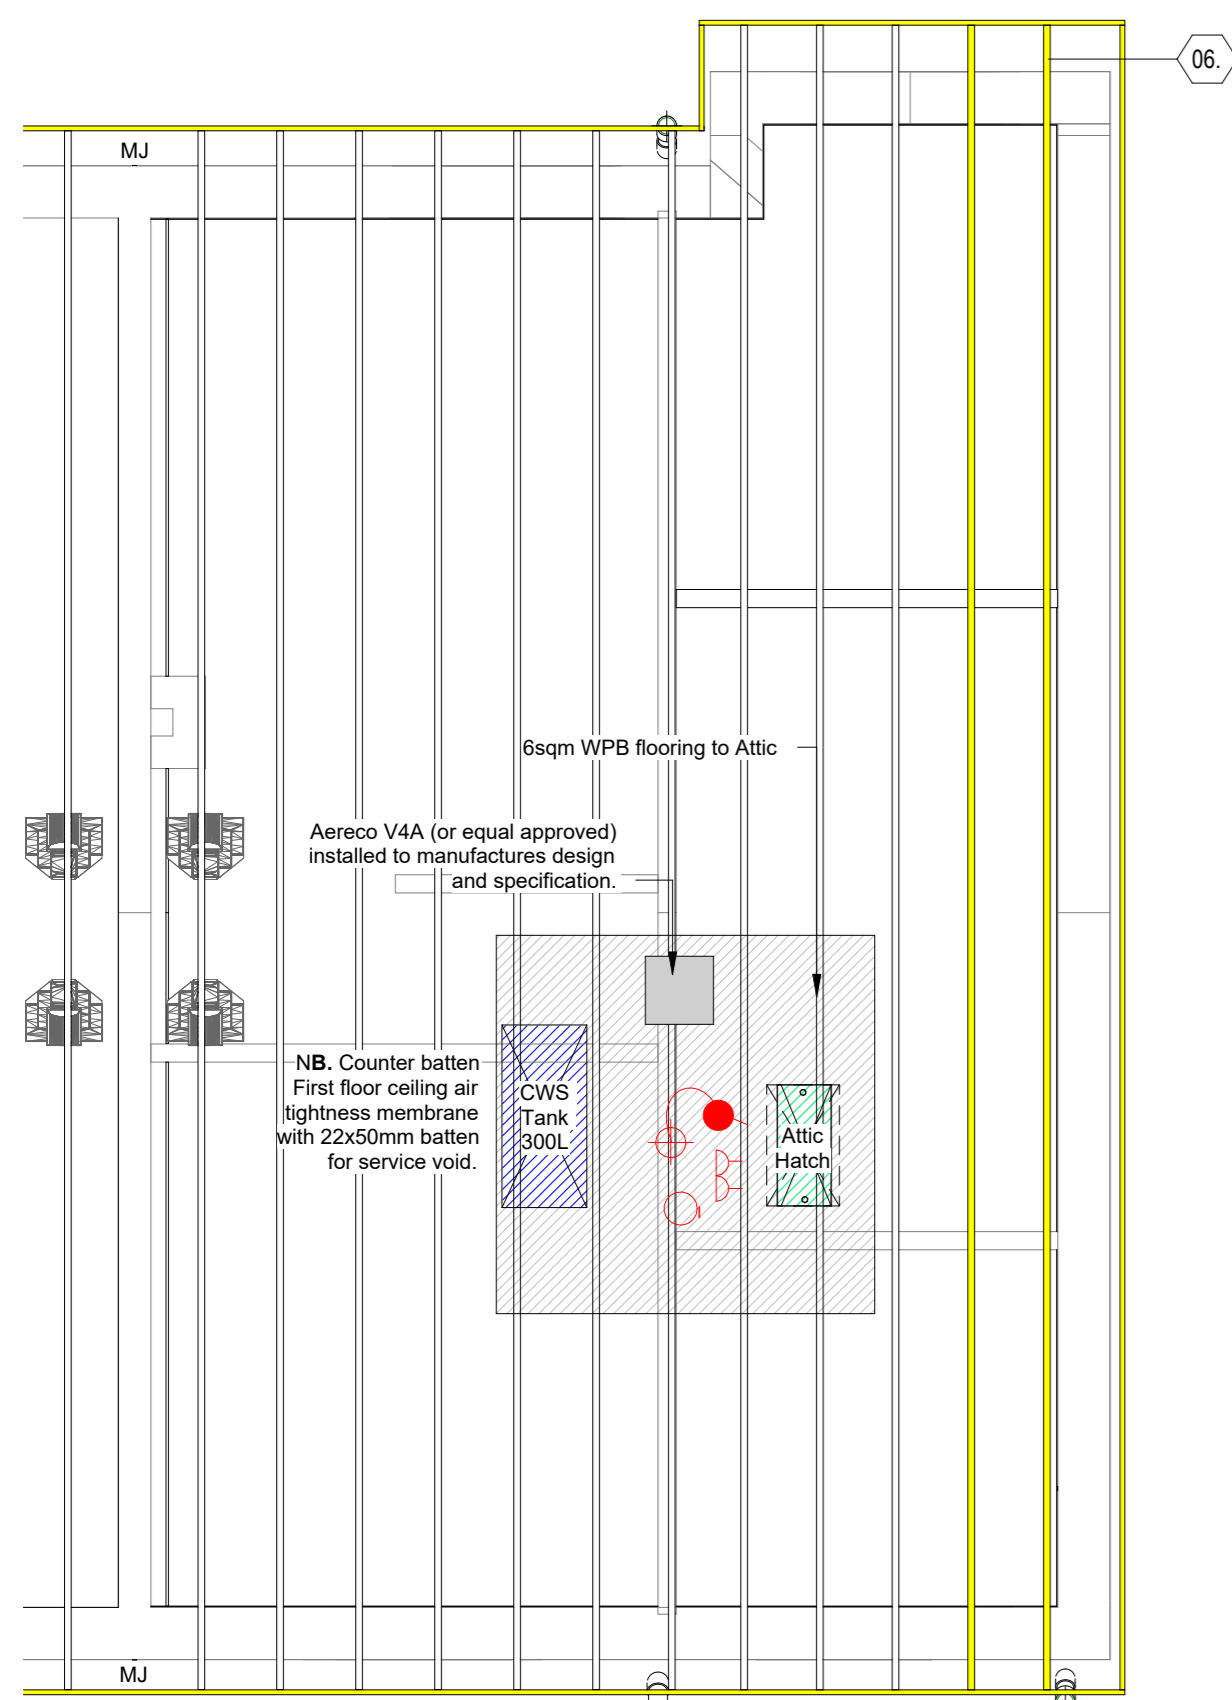 06.
MJ
6sqm WPB flooring to Attic
Aereco V4A (or equal approved)
installed to manufactures design
and specification.
NB. Counter batten
First floor ceiling air
tightness membrane
with 22x50mm batten
for service void.
CWS
Tank
300L
Attic
Hatch
1
MJ